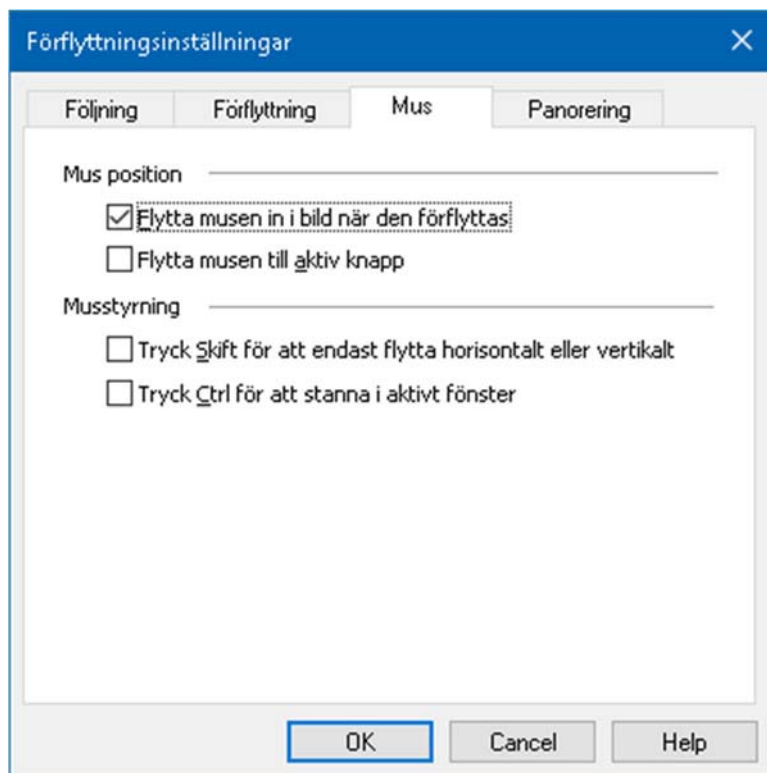 Förflyttningsinställningar
Följning Förflyttning Mus Panorering
Mus position
Flytta musen in i bild när den förflyttas
Flytta musen till aktiv knapp
Musstyrning
Tryck Skift för att endast flytta horisontalt eller vertikalt
Tryck Ctrl för att stanna i aktivt fönster
OK Cancel Help